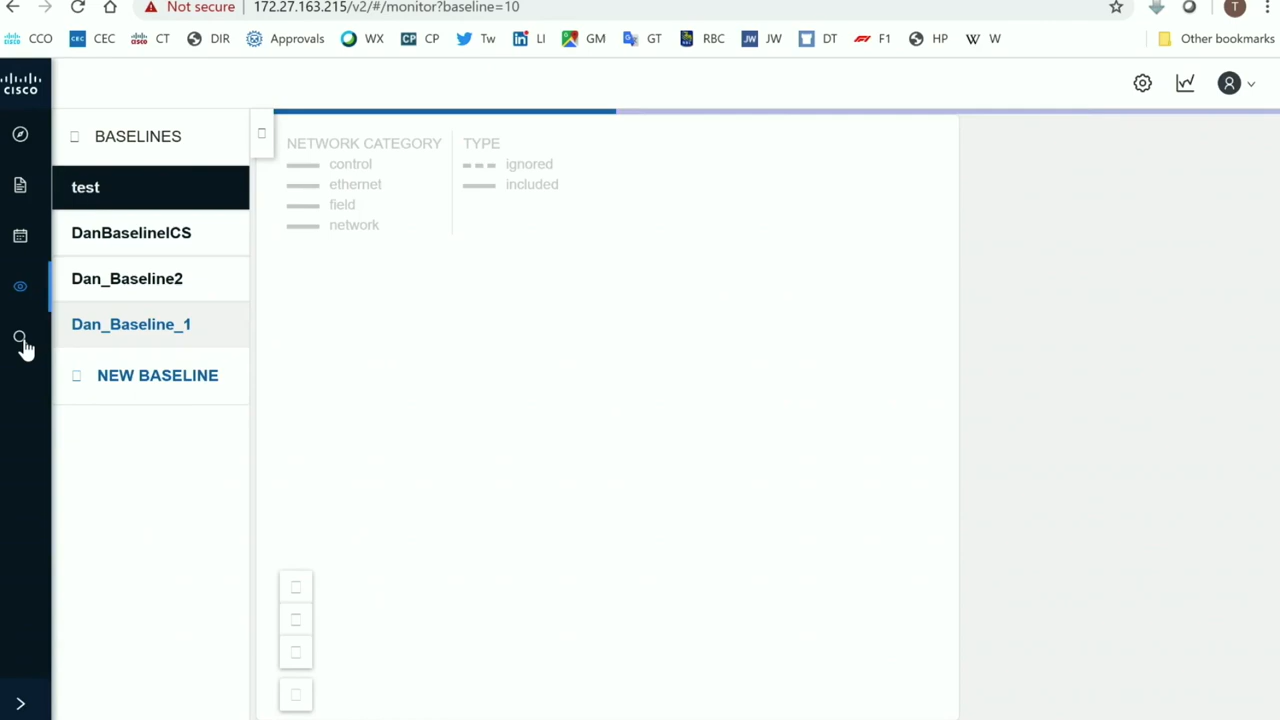 Not secure 172.27.163.215/v2/#/monitor?baseline=10 T
CCO CEC CT DIR Approvals WX CP Tw LI GM GT RBC JW DT F1 HP W Other bookmarks
CISCO
BASELINES
test
DanBaselineICS
Dan_Baseline2
Dan_Baseline_1
NEW BASELINE
NETWORK CATEGORY TYPE
control ignored
ethernet included
field
network